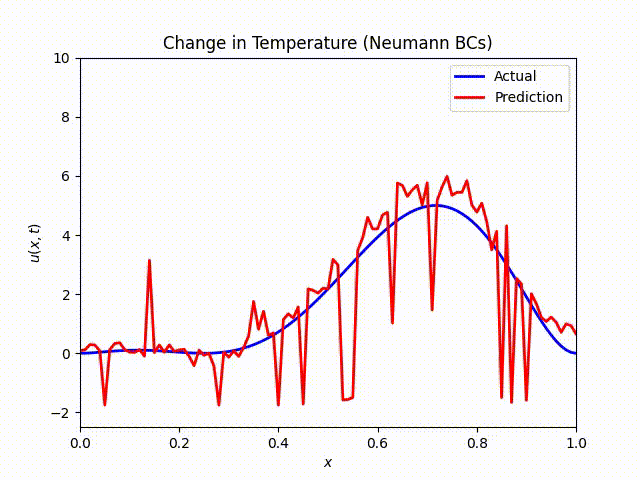 Change in Temperature (Neumann BCs)
10
8
6
4
2
0
−2
u(x, t)
Actual
Prediction
0.0 0.2 0.4 0.6 0.8 1.0
x